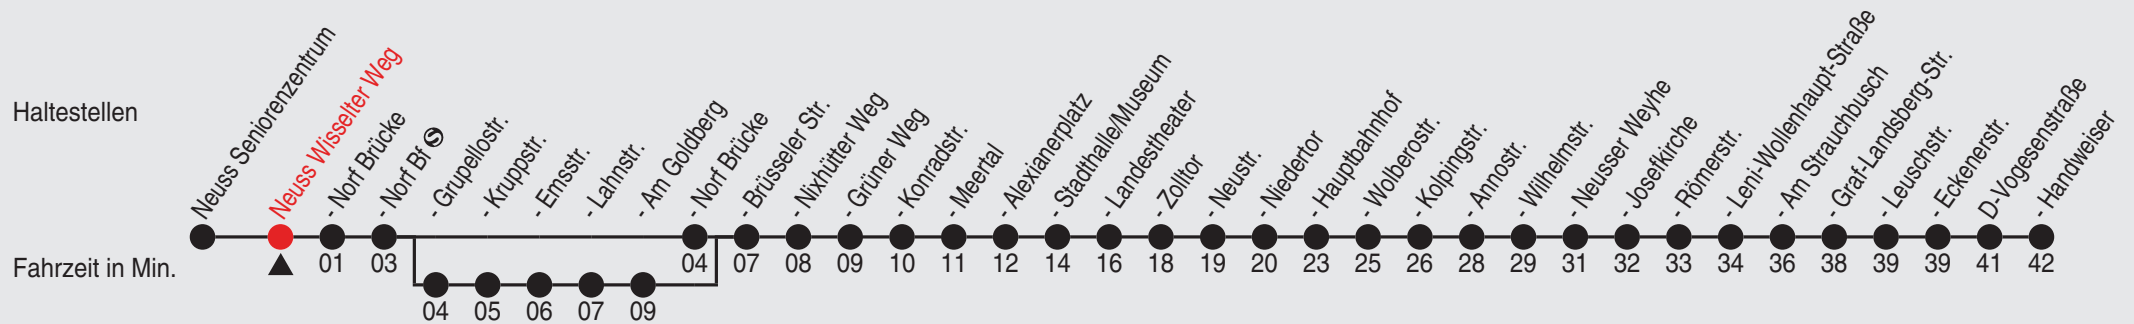 Haltestellen
Neuss Seniorenzentrum
Neuss Wisselter Weg
- Norf Brücke
- Norf Bf S
- Grupellostr.
- Kruppstr.
- Emsstr.
- Lahnstr.
- Am Goldberg
- Norf Brücke
- Brüsseler Str.
- Nixhütter Weg
- Grüner Weg
- Konradstr.
- Meertal
- Alexianerplatz
- Stadthalle/Museum
- Landestheater
- Zolltor
- Neustr.
- Niedertor
- Hauptbahnhof
- Wolberostr.
- Kolpingstr.
- Annostr.
- Wilhelmstr.
- Neusser Weyhe
- Josefkirche
- Römerstr.
- Leni-Wollenhaupt-Straße
- Am Strauchbusch
- Graf-Landsberg-Str.
- Leuschstr.
- Eckenerstr.
D-Vogesenstraße
- Handweiser
Fahrzeit in Min.
01 03 04 07 08 09 10 11 12 14 16 18 19 20 23 25 26 28 29 31 32 33 34 36 38 39 39 41 42
04 05 06 07 09